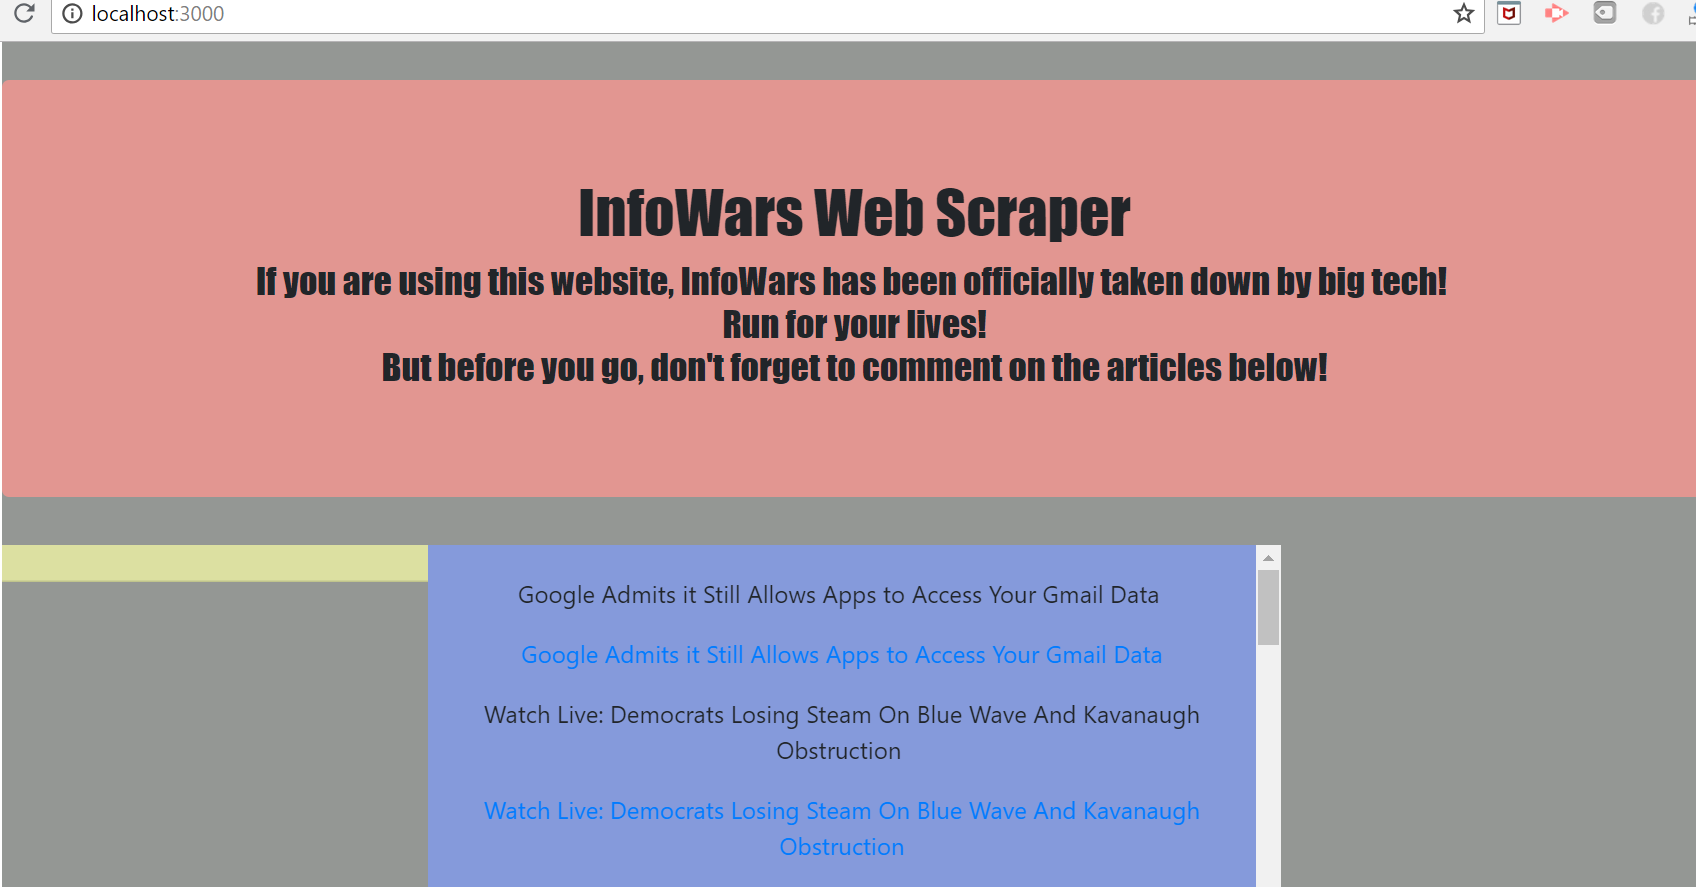 localhost:3000
InfoWars Web Scraper
If you are using this website, InfoWars has been officially taken down by big tech!
Run for your lives!
But before you go, don't forget to comment on the articles below!
Google Admits it Still Allows Apps to Access Your Gmail Data
Google Admits it Still Allows Apps to Access Your Gmail Data
Watch Live: Democrats Losing Steam On Blue Wave And Kavanaugh
Obstruction
Watch Live: Democrats Losing Steam On Blue Wave And Kavanaugh
Obstruction